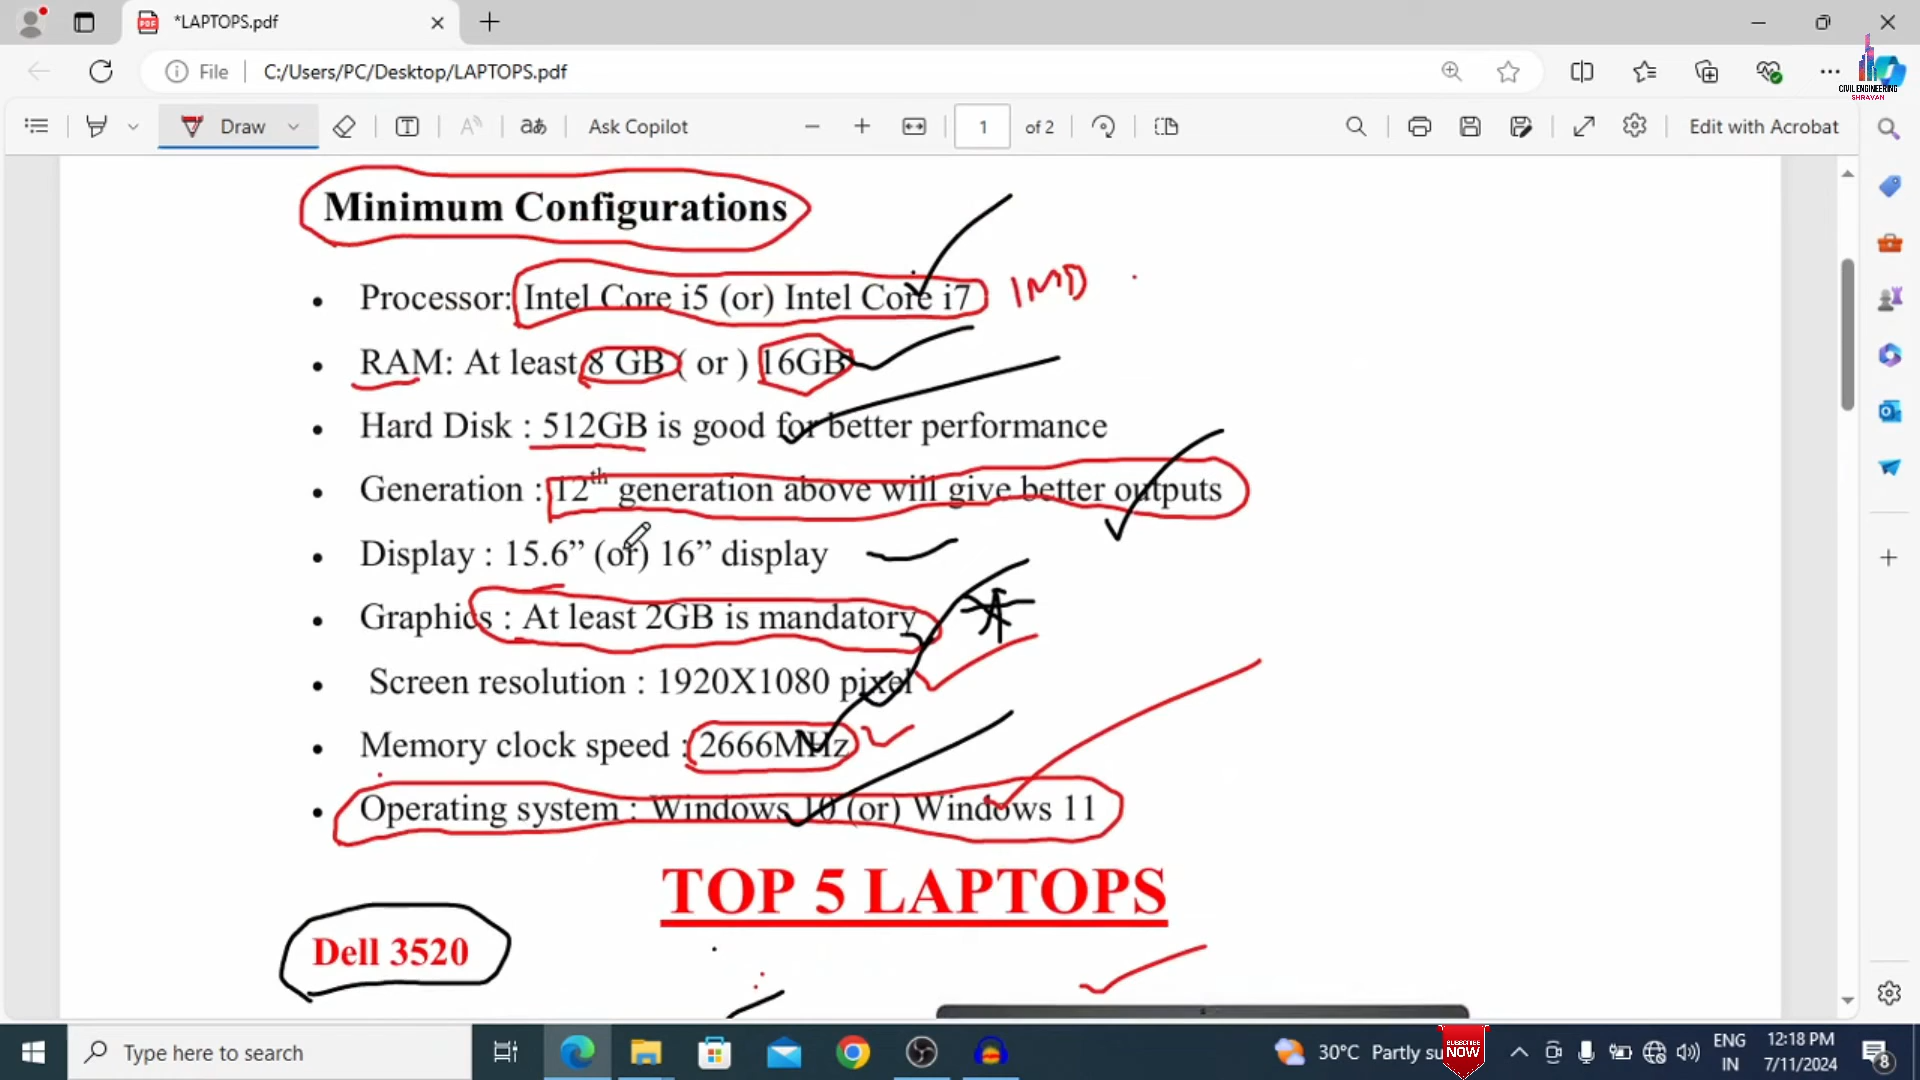 *LAPTOPS.pdf
File
C:/Users/PC/Desktop/LAPTOPS.pdf
CIVIL ENGINEERING
SHRAVAN
Draw
Ask Copilot
1
of 2
Edit with Acrobat
Minimum Configurations
• Processor: Intel Core i5 (or) Intel Core i7
• RAM: At least 8 GB ( or ) 16GB
• Hard Disk : 512GB is good for better performance
• Generation : 12th generation above will give better outputs
• Display : 15.6” (or) 16” display
• Graphics : At least 2GB is mandatory
• Screen resolution : 1920X1080 pixel
• Memory clock speed : 2666MHz
• Operating system : Windows 10 (or) Windows 11
TOP 5 LAPTOPS
Dell 3520
Type here to search
30°C Partly su
SUBSCRIBE
NOW
ENG
IN
12:18 PM
7/11/2024
8